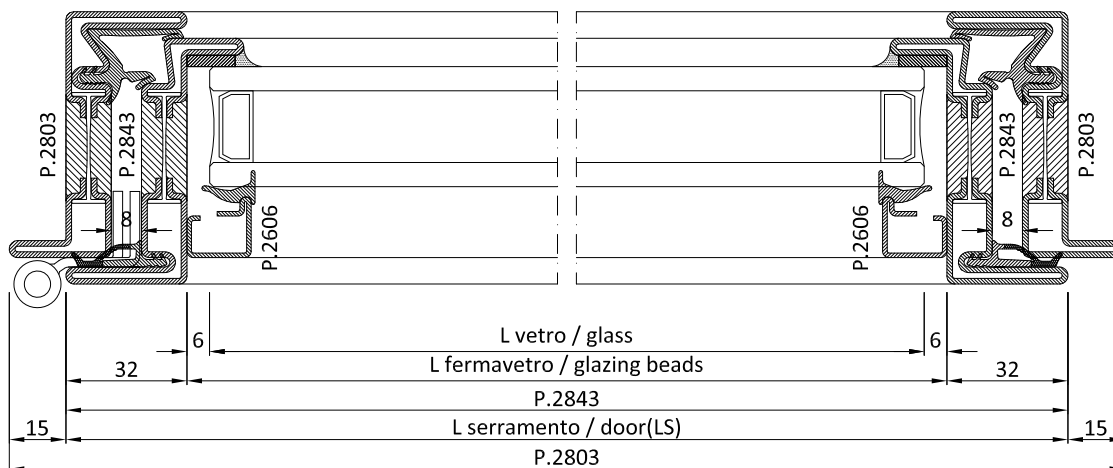 P.2803
P.2843
P.2843
P.2803
8
8
P.2606
P.2606
L vetro / glass
6
6
L fermavetro / glazing beads
32
32
P.2843
15
L serramento / door(LS)
15
P.2803